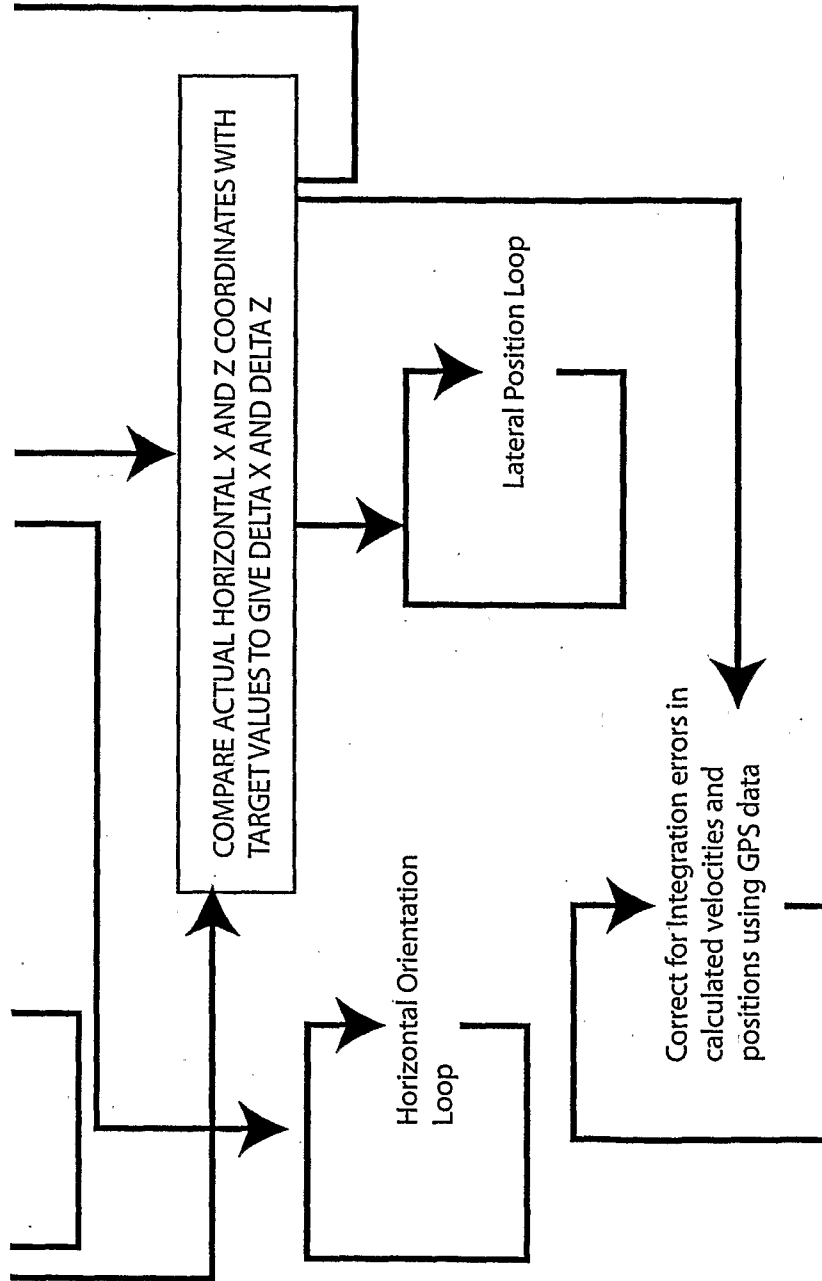 COMPARE ACTUAL HORIZONTAL X AND Z COORDINATES WITH
TARGET VALUES TO GIVE DELTA X AND DELTA Z
Lateral Position Loop
Horizontal Orientation
Loop
Correct for Integration errors in
calculated velocities and
positions using GPS data